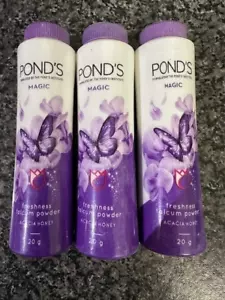 POND'S
MAGIC
freshness
talcum powder
ACACIA HONEY
20 g
POND'S
MAGIC
freshness
talcum powder
ACACIA HONEY
20 g
POND'S
MAGIC
freshness
talcum powder
ACACIA HONEY
20 g